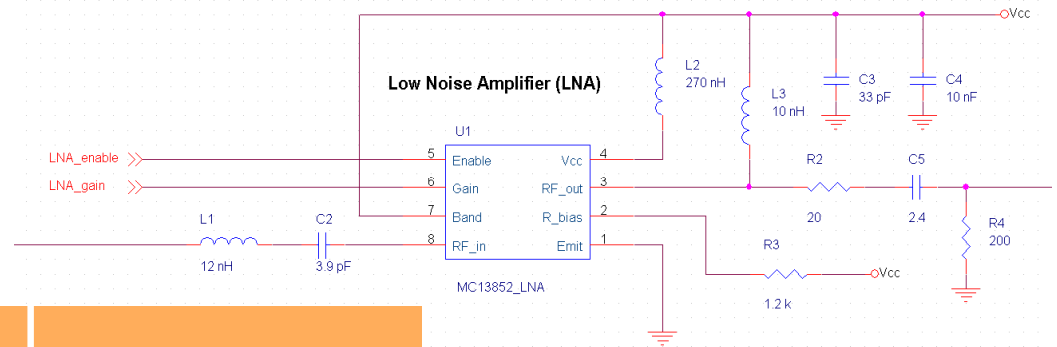 Vcc
Low Noise Amplifier (LNA)
L2
270 nH
L3
10 nH
C3
33 pF
C4
10 nF
U1
LNA_enable
5
Enable
Vcc
4
LNA_gain
6
Gain
RF_out
3
R2
20
C5
2.4
7
Band
R_bias
2
L1
12 nH
C2
3.9 pF
8
RF_in
Emit
1
R3
1.2 k
Vcc
R4
200
MC13852_LNA